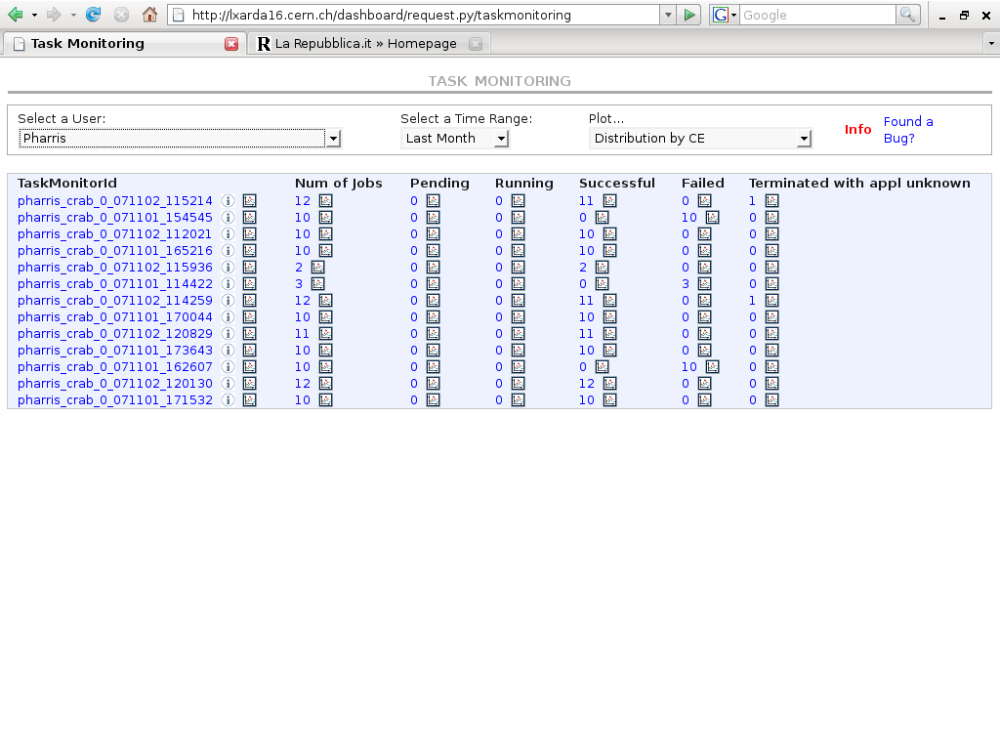 http://lxarda16.cern.ch/dashboard/request.py/taskmonitoring G Google
Task Monitoring R La Repubblica.it » Homepage
TASK MONITORING
Select a User: Select a Time Range: Plot...
Pharris Last Month Distribution by CE Info Found a Bug?
TaskMonitorId Num of Jobs Pending Running Successful Failed Terminated with appl unknown
pharris_crab_0_071102_115214 i 12 0 0 11 0 1
pharris_crab_0_071101_154545 i 10 0 0 0 10 0
pharris_crab_0_071102_112021 i 10 0 0 10 0 0
pharris_crab_0_071101_165216 i 10 0 0 10 0 0
pharris_crab_0_071102_115936 i 2 0 0 2 0 0
pharris_crab_0_071101_114422 i 3 0 0 0 3 0
pharris_crab_0_071102_114259 i 12 0 0 11 0 1
pharris_crab_0_071101_170044 i 10 0 0 10 0 0
pharris_crab_0_071102_120829 i 11 0 0 11 0 0
pharris_crab_0_071101_173643 i 10 0 0 10 0 0
pharris_crab_0_071101_162607 i 10 0 0 0 10 0
pharris_crab_0_071102_120130 i 12 0 0 12 0 0
pharris_crab_0_071101_171532 i 10 0 0 10 0 0